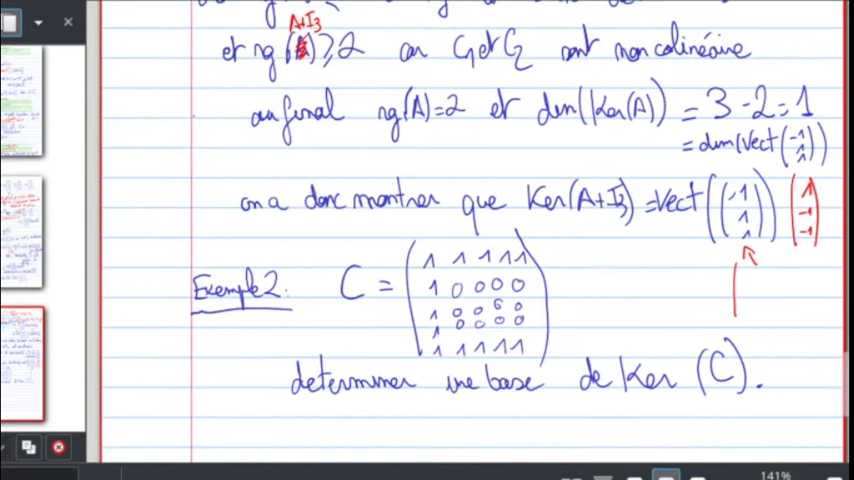 A+I₃
et rg(A) ≥ 2 car C₁ et C₂ sont non colinéaire
au final rg(A)=2 et dim(Ker(A)) = 3-2=1
= dim(Vect(-1 1 1))
on a donc montrer que Ker(A+I₃) = Vect((-1 1 1)) (1 -1 -1)
Exemple 2: C =
1 1 1 1 1
1 0 0 0 0
1 0 0 0 0
1 0 0 0 0
1 1 1 1 1
determiner une base de Ker (C).
141%